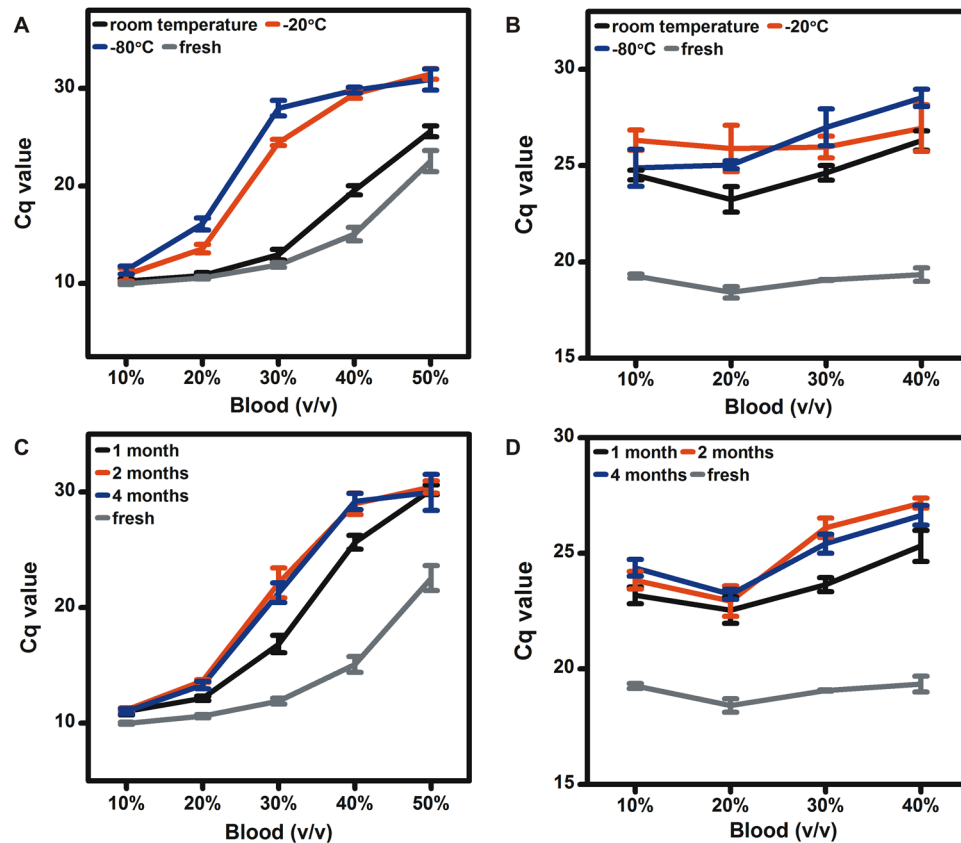 A
room temperature -20°C
-80°C fresh
30
20
10
Cq value
10% 20% 30% 40% 50%
Blood (v/v)
B
room temperature -20°C
-80°C fresh
30
25
20
15
Cq value
10% 20% 30% 40%
Blood (v/v)
C
1 month
2 months
4 months
fresh
30
20
10
Cq value
10% 20% 30% 40% 50%
Blood (v/v)
D
1 month 2 months
4 months fresh
30
25
20
15
Cq value
10% 20% 30% 40%
Blood (v/v)